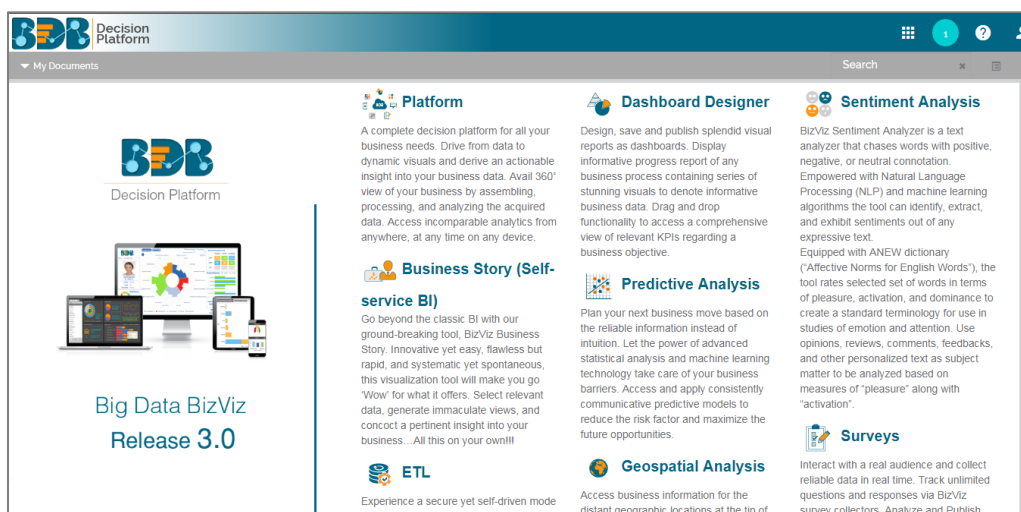 BDB Decision
Platform
1
?
My Documents
Search
BDB
Decision Platform
Big Data BizViz
Release 3.0
Platform
A complete decision platform for all your
business needs. Drive from data to
dynamic visuals and derive an actionable
insight into your business data. Avail 360°
view of your business by assembling,
processing, and analyzing the acquired
data. Access incomparable analytics from
anywhere, at any time on any device.
Business Story (Self-
service BI)
Go beyond the classic BI with our
ground-breaking tool, BizViz Business
Story. Innovative yet easy, flawless but
rapid, and systematic yet spontaneous,
this visualization tool will make you go
'Wow' for what it offers. Select relevant
data, generate immaculate views, and
concoct a pertinent insight into your
business…All this on your own!!!
ETL
Experience a secure yet self-driven mode
Dashboard Designer
Design, save and publish splendid visual
reports as dashboards. Display
informative progress report of any
business process containing series of
stunning visuals to denote informative
business data. Drag and drop
functionality to access a comprehensive
view of relevant KPIs regarding a
business objective.
Predictive Analysis
Plan your next business move based on
the reliable information instead of
intuition. Let the power of advanced
statistical analysis and machine learning
technology take care of your business
barriers. Access and apply consistently
communicative predictive models to
reduce the risk factor and maximize the
future opportunities.
Geospatial Analysis
Access business information for the
distant geographic locations at the tip of
Sentiment Analysis
BizViz Sentiment Analyzer is a text
analyzer that chases words with positive,
negative, or neutral connotation.
Empowered with Natural Language
Processing (NLP) and machine learning
algorithms the tool can identify, extract,
and exhibit sentiments out of any
expressive text.
Equipped with ANEW dictionary
("Affective Norms for English Words"), the
tool rates selected set of words in terms
of pleasure, activation, and dominance to
create a standard terminology for use in
studies of emotion and attention. Use
opinions, reviews, comments, feedbacks,
and other personalized text as subject
matter to be analyzed based on
measures of "pleasure" along with
"activation".
Surveys
Interact with a real audience and collect
reliable data in real time. Track unlimited
questions and responses via BizViz
survey collectors. Analyze and Publish